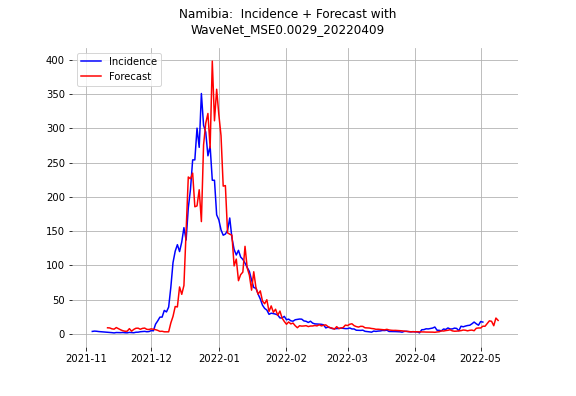 Namibia:  Incidence + Forecast with
WaveNet_MSE0.0029_20220409
Incidence
Forecast
400
350
300
250
200
150
100
50
0
2021-11 2021-12 2022-01 2022-02 2022-03 2022-04 2022-05